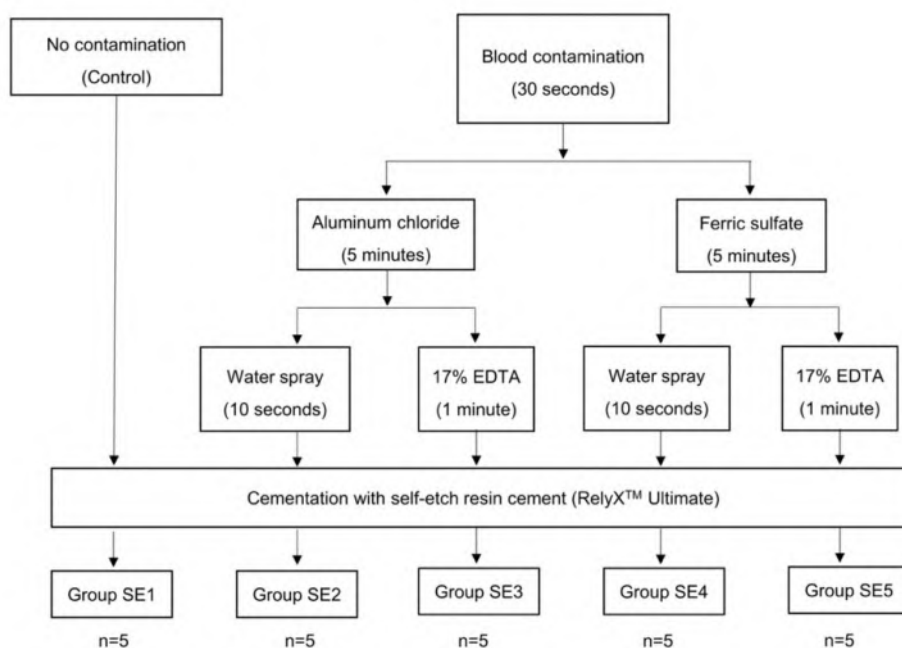 No contamination
(Control)
Blood contamination
(30 seconds)
Aluminum chloride
(5 minutes)
Ferric sulfate
(5 minutes)
Water spray
(10 seconds)
17% EDTA
(1 minute)
Water spray
(10 seconds)
17% EDTA
(1 minute)
Cementation with self-etch resin cement (RelyX™ Ultimate)
Group SE1
Group SE2
Group SE3
Group SE4
Group SE5
n=5
n=5
n=5
n=5
n=5